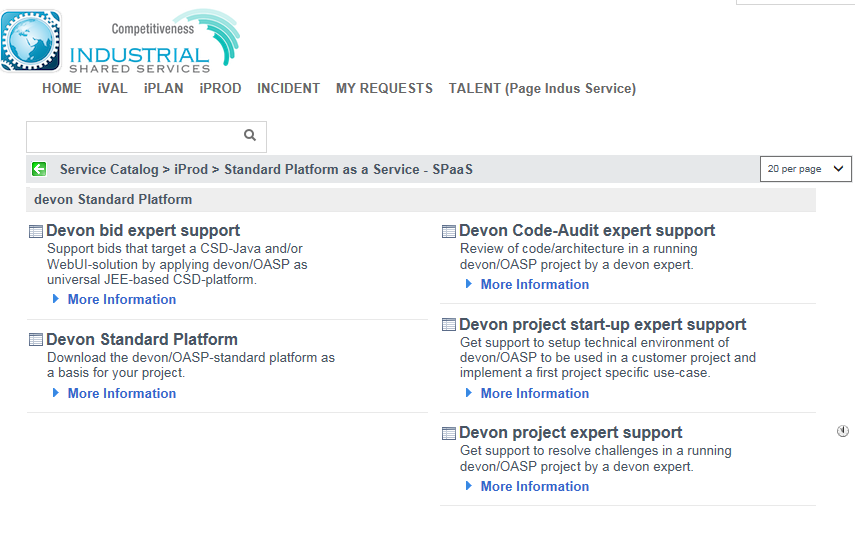 Competitiveness
INDUSTRIAL
SHARED SERVICES
HOME iVAL iPLAN iPROD INCIDENT MY REQUESTS TALENT (Page Indus Service)
Service Catalog > iProd > Standard Platform as a Service - SPaaS
20 per page
devon Standard Platform
Devon bid expert support
Support bids that target a CSD-Java and/or
WebUI-solution by applying devon/OASP as
universal JEE-based CSD-platform.
More Information
Devon Standard Platform
Download the devon/OASP-standard platform as
a basis for your project.
More Information
Devon Code-Audit expert support
Review of code/architecture in a running
devon/OASP project by a devon expert.
More Information
Devon project start-up expert support
Get support to setup technical environment of
devon/OASP to be used in a customer project and
implement a first project specific use-case.
More Information
Devon project expert support
Get support to resolve challenges in a running
devon/OASP project by a devon expert.
More Information